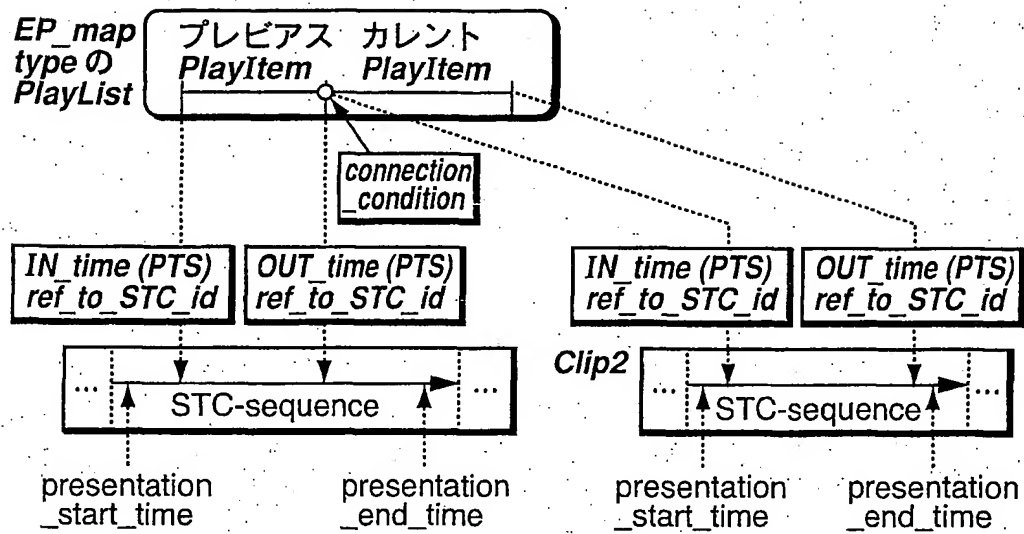 EP_map
type の
PlayList
プレビアス カレント
PlayItem PlayItem
connection
_condition
IN_time (PTS)
ref_to_STC_id
OUT_time (PTS)
ref_to_STC_id
IN_time (PTS)
ref_to_STC_id
OUT_time (PTS)
ref_to_STC_id
... STC-sequence ...
Clip2
... STC-sequence ...
presentation
_start_time
presentation
_end_time
presentation
_start_time
presentation
_end_time